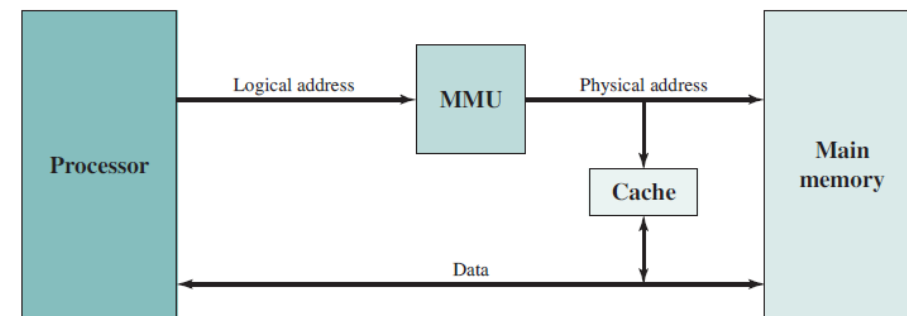 Logical address
MMU
Physical address
Processor
Main
memory
Cache
Data